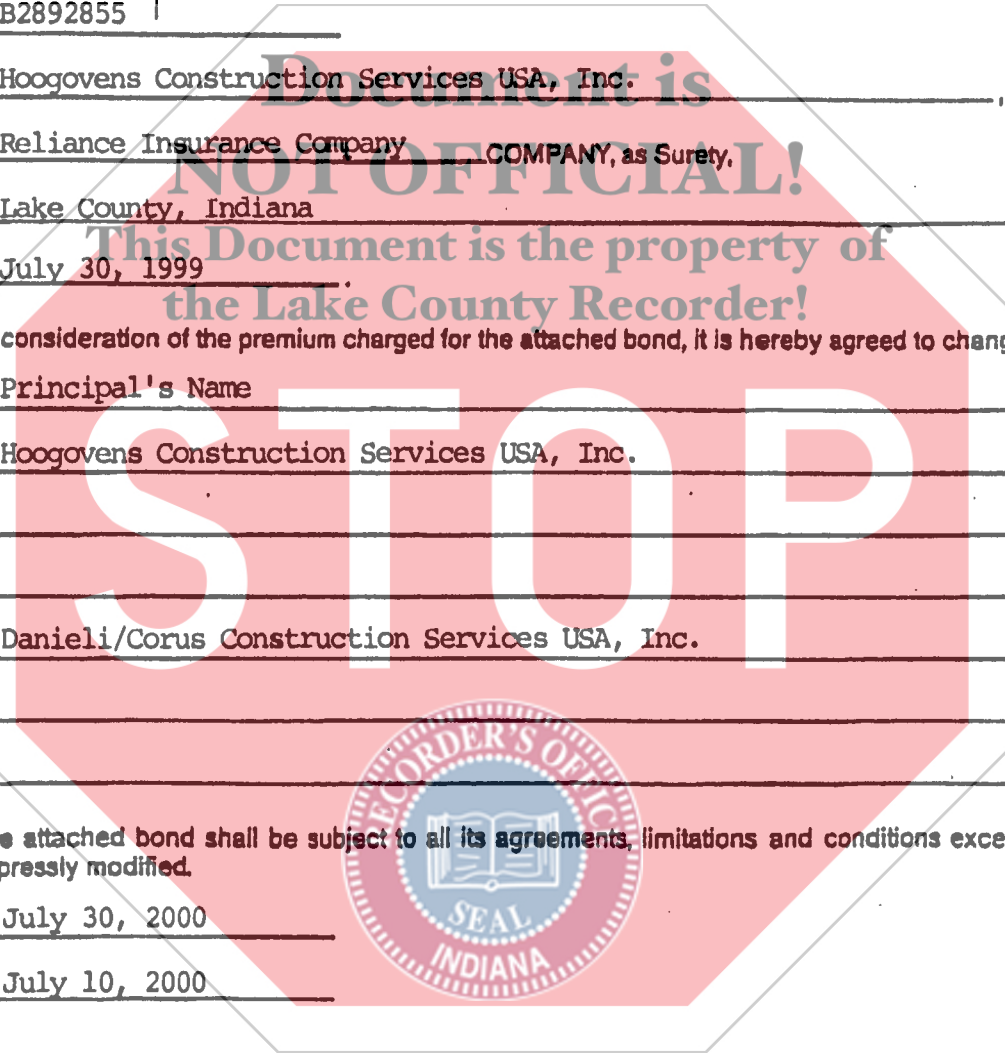 B2892855
Hoogovens Construction Services USA, Inc. ,
Document is
Reliance Insurance Company COMPANY, as Surety,
NOT OFFICIAL!
Lake County, Indiana
This Document is the property of
July 30, 1999 .
the Lake County Recorder!
consideration of the premium charged for the attached bond, it is hereby agreed to chang
Principal's Name
Hoogovens Construction Services USA, Inc.
STOP
Danieli/Corus Construction Services USA, Inc.
RECORDER'S OFFICE
e attached bond shall be subject to all its agreements, limitations and conditions exce
pressly modified.
SEAL
July 30, 2000
INDIANA
July 10, 2000